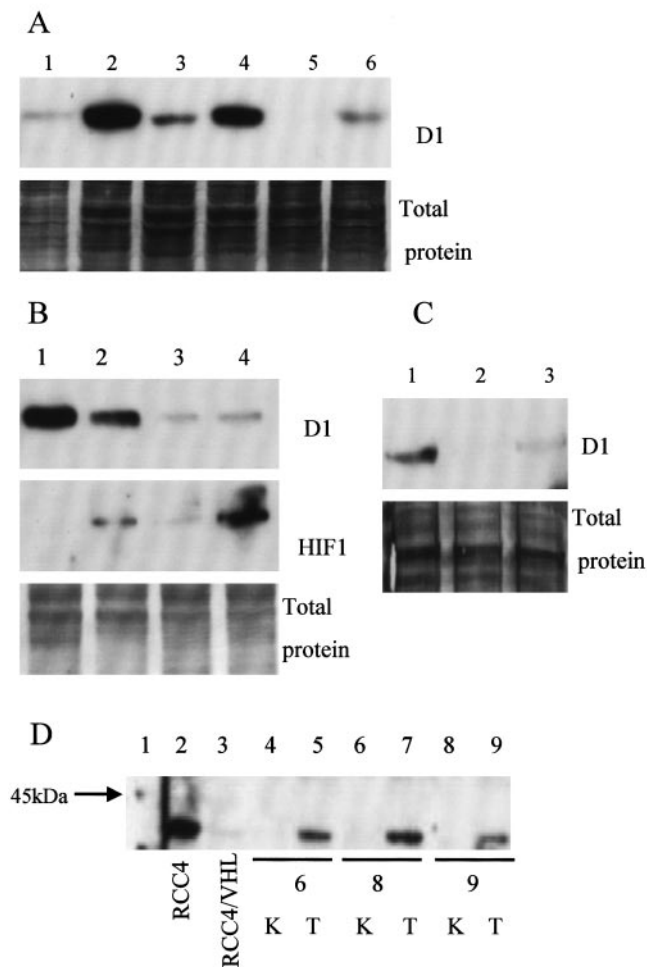 A
1 2 3 4 5 6
D1
Total
protein
B
1 2 3 4
D1
HIF1
Total
protein
C
1 2 3
D1
Total
protein
D
1 2 3 4 5 6 7 8 9
45kDa
RCC4
RCC4/VHL
6 8 9
K T K T K T